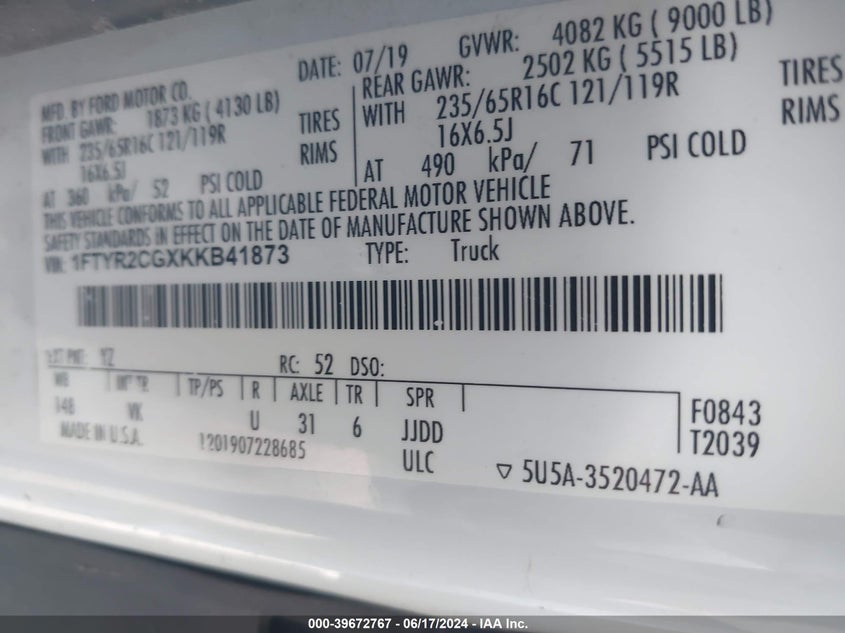 MFD. BY FORD MOTOR CO.
DATE: 07/19
GVWR: 4082 KG ( 9000 LB)
FRONT GAWR: 1873 KG ( 4130 LB)
REAR GAWR: 2502 KG ( 5515 LB)
WITH 235/65R16C 121/119R TIRES
WITH 235/65R16C 121/119R TIRES
16X6.5J RIMS
16X6.5J RIMS
AT 360 kPa/ 52 PSI COLD
AT 490 kPa/ 71 PSI COLD
THIS VEHICLE CONFORMS TO ALL APPLICABLE FEDERAL MOTOR VEHICLE
SAFETY STANDARDS IN EFFECT ON THE DATE OF MANUFACTURE SHOWN ABOVE.
VIN: 1FTYR2CGXKKB41873 TYPE: Truck
EXT PNT: YZ RC: 52 DSO:
WB INT TR TP/PS R AXLE TR SPR
148 VK U 31 6 JJDD
F0843
T2039
MADE IN U.S.A. 1201907228685 ULC
▽ 5U5A-3520472-AA
000-39672767 - 06/17/2024 - IAA Inc.